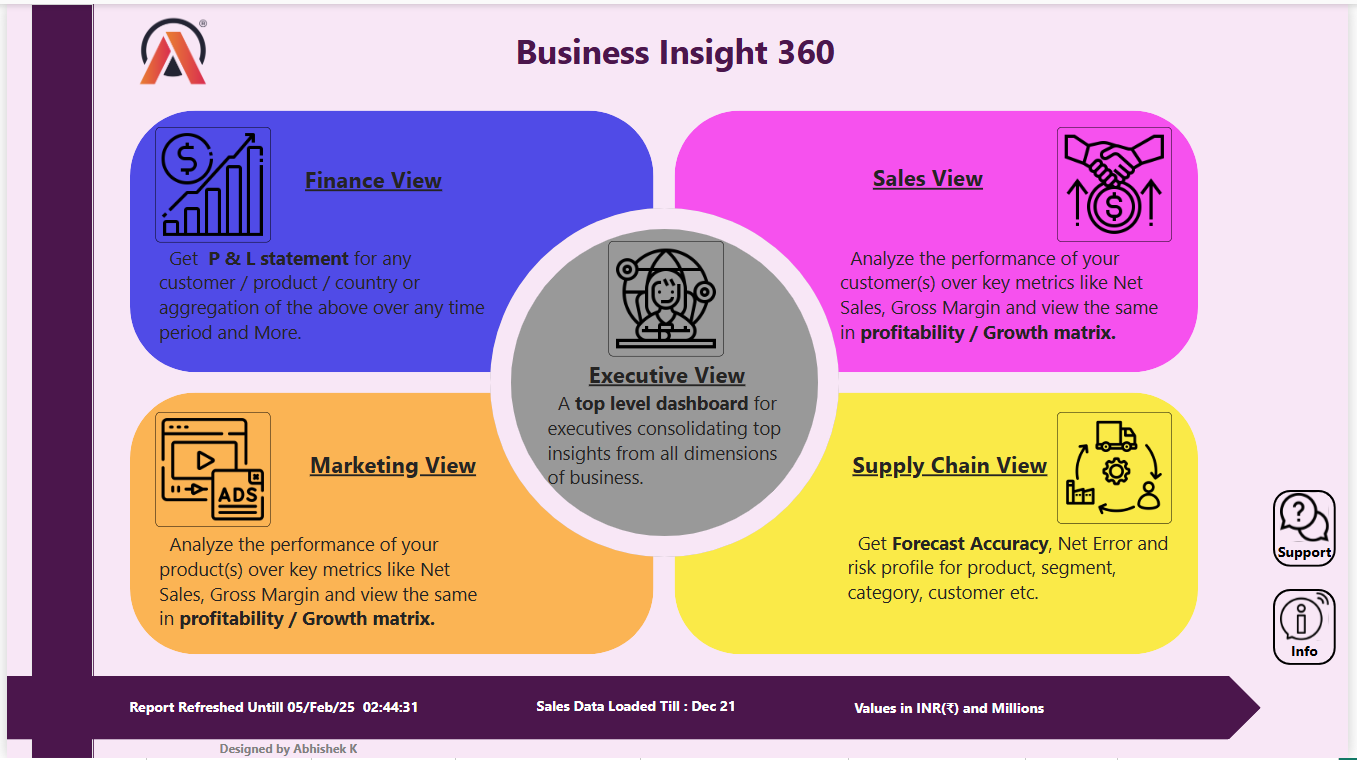 ®
Business Insight 360
Finance View
Get P & L statement for any
customer / product / country or
aggregation of the above over any time
period and More.
Sales View
Analyze the performance of your
customer(s) over key metrics like Net
Sales, Gross Margin and view the same
in profitability / Growth matrix.
Executive View
A top level dashboard for
executives consolidating top
insights from all dimensions
of business.
ADS
Marketing View
Analyze the performance of your
product(s) over key metrics like Net
Sales, Gross Margin and view the same
in profitability / Growth matrix.
Supply Chain View
Get Forecast Accuracy, Net Error and
risk profile for product, segment,
category, customer etc.
Support
Info
Report Refreshed Untill 05/Feb/25 02:44:31
Sales Data Loaded Till : Dec 21
Values in INR(₹) and Millions
Designed by Abhishek K